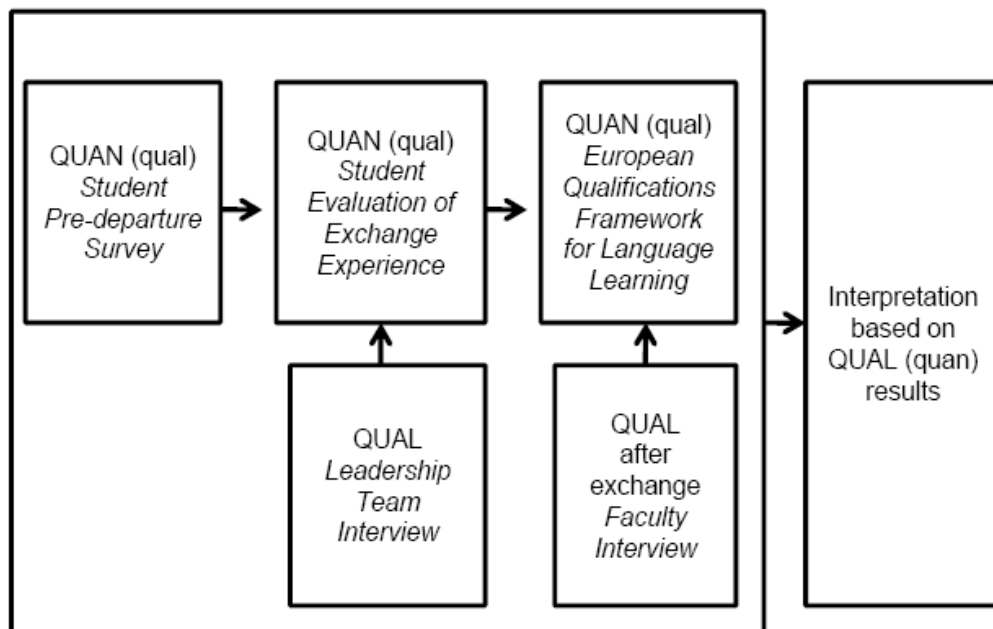 QUAN (qual)
Student
Pre-departure
Survey
QUAN (qual)
Student
Evaluation of
Exchange
Experience
QUAN (qual)
European
Qualifications
Framework
for Language
Learning
QUAL
Leadership
Team
Interview
QUAL
after
exchange
Faculty
Interview
Interpretation
based on
QUAL (quan)
results